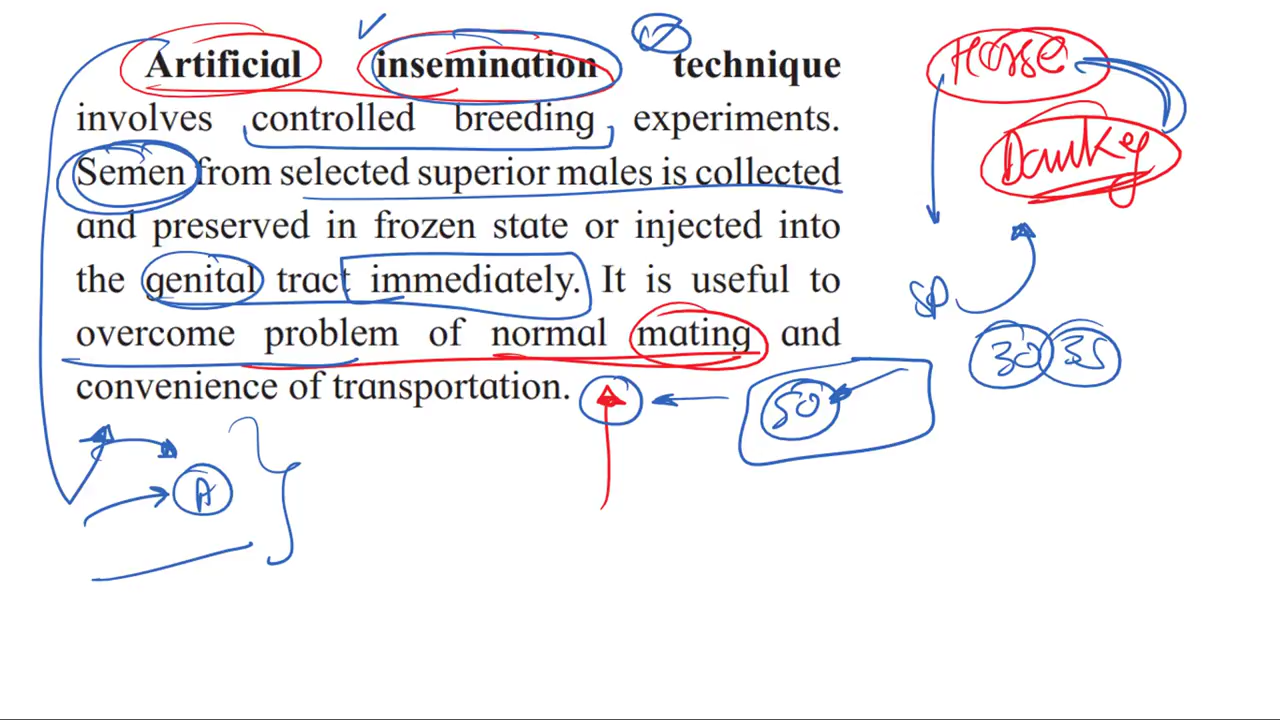 Artificial insemination technique
involves controlled breeding experiments.
Semen from selected superior males is collected
and preserved in frozen state or injected into
the genital tract immediately. It is useful to
overcome problem of normal mating and
convenience of transportation.
Horse
Donkey
SP
30 35
50
A